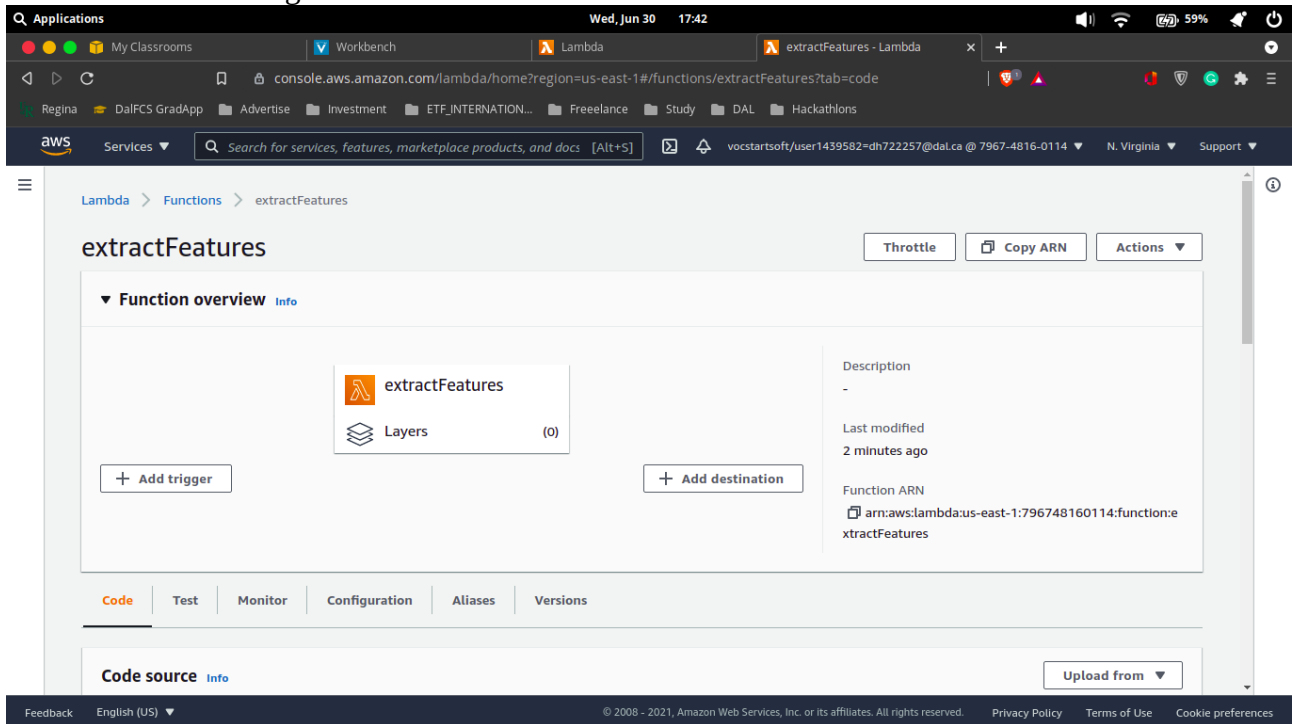 Applications Wed, Jun 30 17:42 59%
My Classrooms Workbench Lambda extractFeatures - Lambda
console.aws.amazon.com/lambda/home?region=us-east-1#/functions/extractFeatures?tab=code
Regina DalFCS GradApp Advertise Investment ETF_INTERNATION... Freeelance Study DAL Hackathlons
aws Services Search for services, features, marketplace products, and docs [Alt+S] vocstartsoft/user1439582=dh722257@dal.ca @ 7967-4816-0114 N. Virginia Support
Lambda > Functions > extractFeatures
extractFeatures Throttle Copy ARN Actions
Function overview Info
extractFeatures
Layers (0)
+ Add trigger
+ Add destination
Description
-
Last modified
2 minutes ago
Function ARN
arn:aws:lambda:us-east-1:796748160114:function:e
xtractFeatures
Code Test Monitor Configuration Aliases Versions
Code source Info Upload from
Feedback English (US) © 2008 - 2021, Amazon Web Services, Inc. or its affiliates. All rights reserved. Privacy Policy Terms of Use Cookie preferences